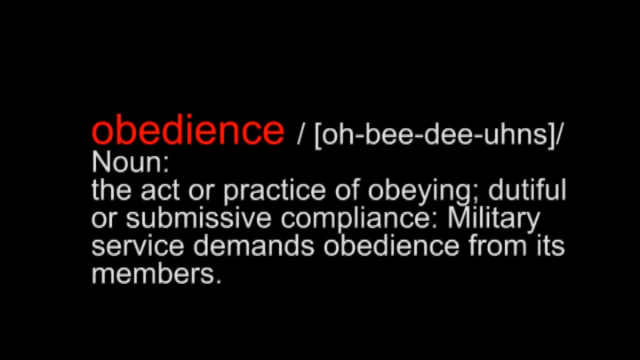 obedience / [oh-bee-dee-uhns]/
Noun:
the act or practice of obeying; dutiful
or submissive compliance: Military
service demands obedience from its
members.